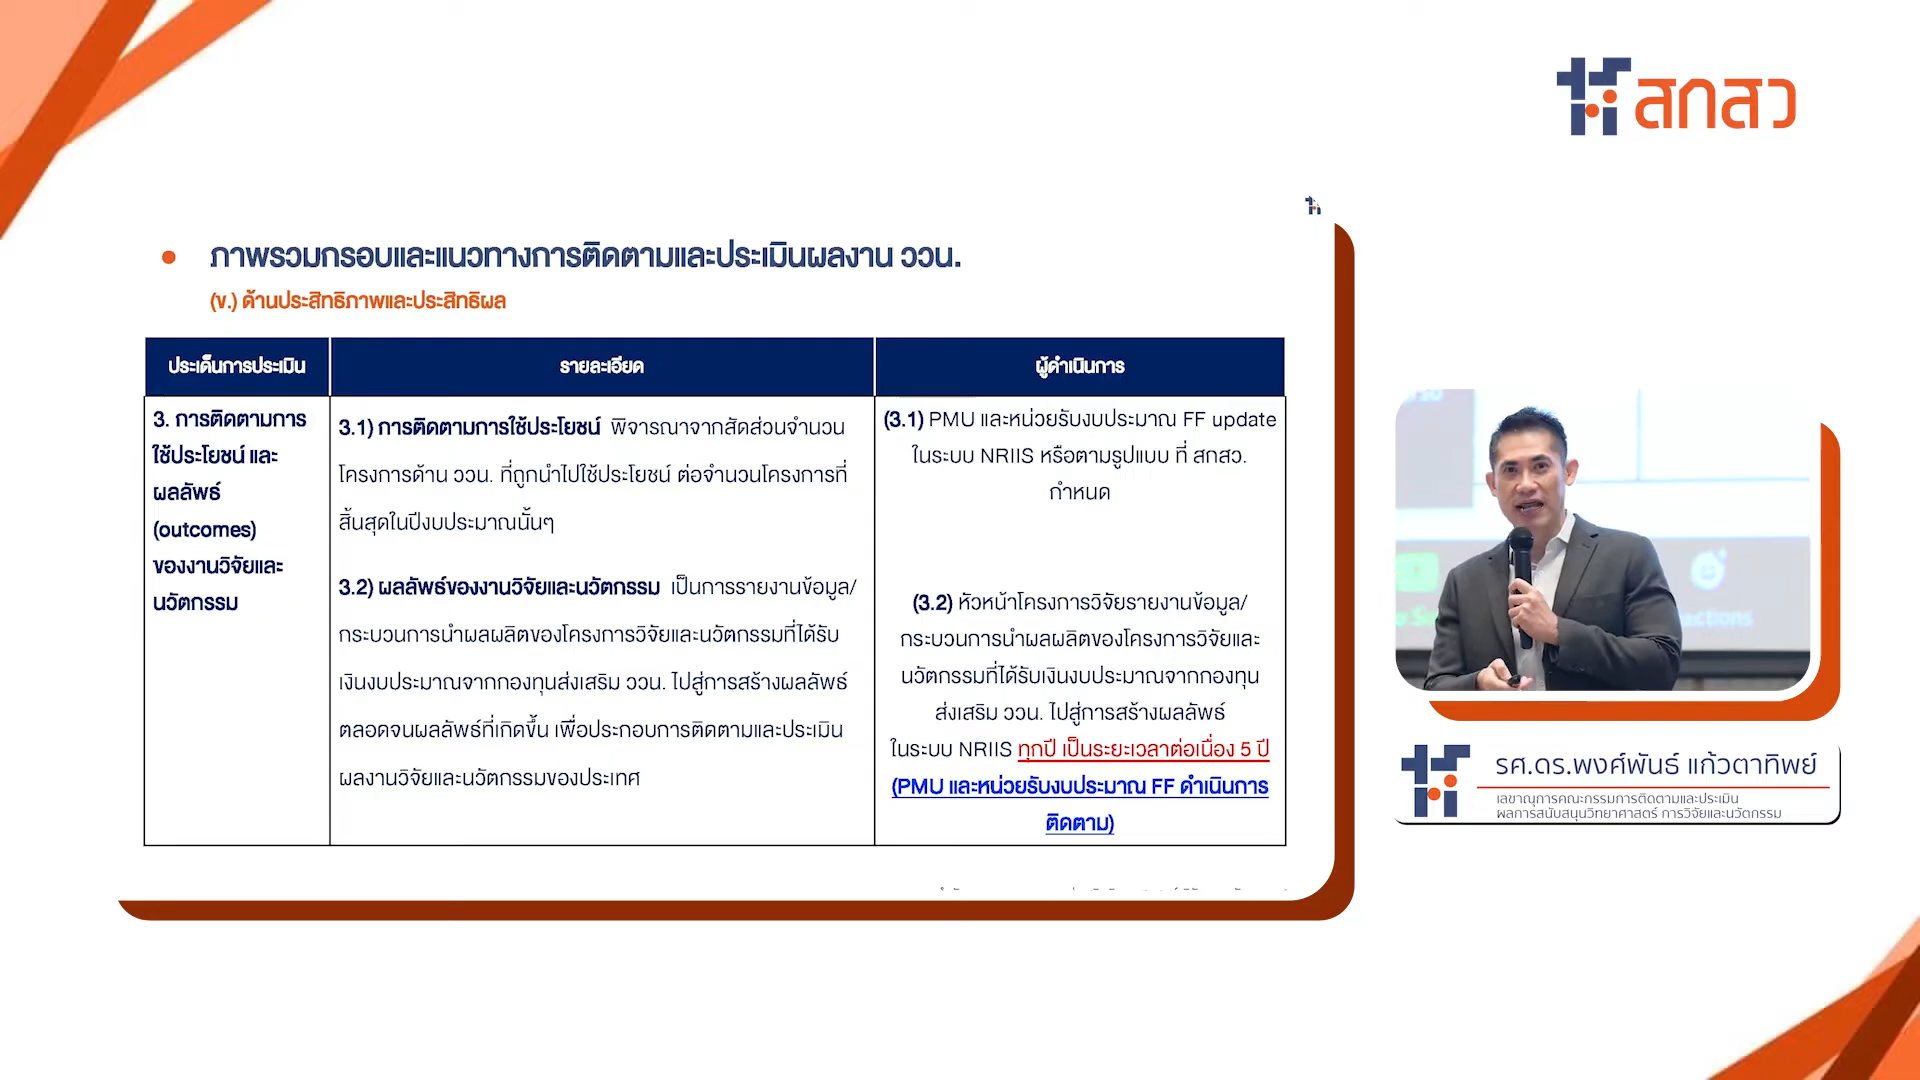 สกสว
ภาพรวมกรอบและแนวทางการติดตามและประเมินผลงาน ววน.
(ข.) ด้านประสิทธิภาพและประสิทธิผล
ประเด็นการประเมิน
รายละเอียด
ผู้ดำเนินการ
3. การติดตามการ
ใช้ประโยชน์ และ
ผลลัพธ์
(outcomes)
ของงานวิจัยและ
นวัตกรรม
3.1) การติดตามการใช้ประโยชน์ พิจารณาจากสัดส่วนจำนวน
โครงการด้าน ววน. ที่ถูกนำไปใช้ประโยชน์ ต่อจำนวนโครงการที่
สิ้นสุดในปีงบประมาณนั้นๆ
3.2) ผลลัพธ์ของงานวิจัยและนวัตกรรม เป็นการรายงานข้อมูล/
กระบวนการนำผลผลิตของโครงการวิจัยและนวัตกรรมที่ได้รับ
เงินงบประมาณจากกองทุนส่งเสริม ววน. ไปสู่การสร้างผลลัพธ์
ตลอดจนผลลัพธ์ที่เกิดขึ้น เพื่อประกอบการติดตามและประเมิน
ผลงานวิจัยและนวัตกรรมของประเทศ
(3.1) PMU และหน่วยรับงบประมาณ FF update
ในระบบ NRIIS หรือตามรูปแบบ ที่ สกสว.
กำหนด
(3.2) หัวหน้าโครงการวิจัยรายงานข้อมูล/
กระบวนการนำผลผลิตของโครงการวิจัยและ
นวัตกรรมที่ได้รับเงินงบประมาณจากกองทุน
ส่งเสริม ววน. ไปสู่การสร้างผลลัพธ์
ในระบบ NRIIS ทุกปี เป็นระยะเวลาต่อเนื่อง 5 ปี
(PMU และหน่วยรับงบประมาณ FF ดำเนินการ
ติดตาม)
รศ.ดร.พงศ์พันธ์ แก้วตาทิพย์
เลขานุการคณะกรรมการติดตามและประเมิน
ผลการสนับสนุนวิทยาศาสตร์ การวิจัยและนวัตกรรม